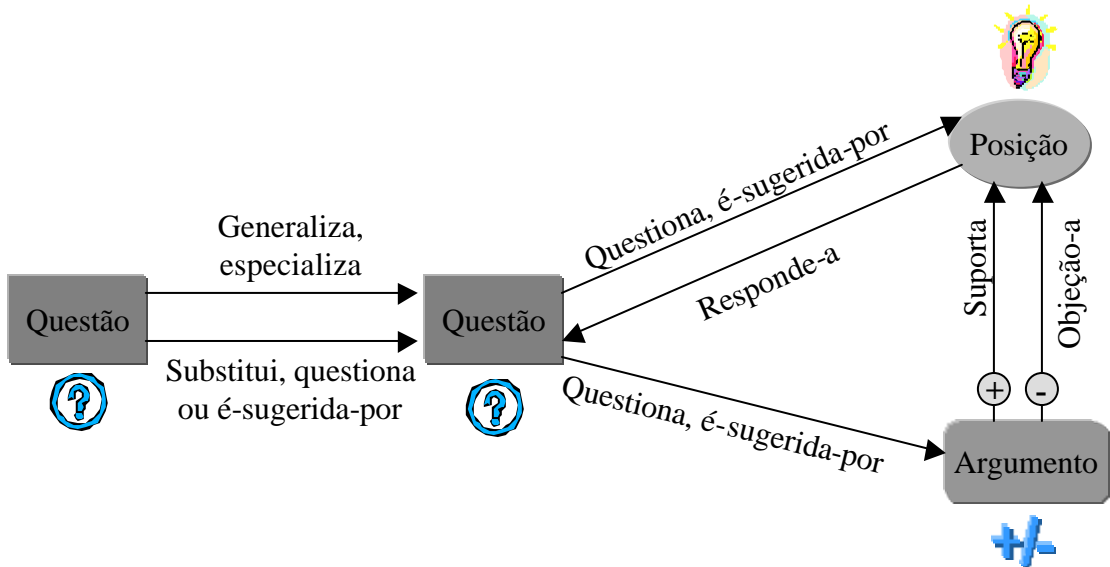 Posição
Questiona, é-sugerida-por
Responde-a
Generaliza,
especializa
Questão
Questão
Substitui, questiona
ou é-sugerida-por
?
?
Questiona, é-sugerida-por
Suporta
Objeção-a
+
-
Argumento
+/-